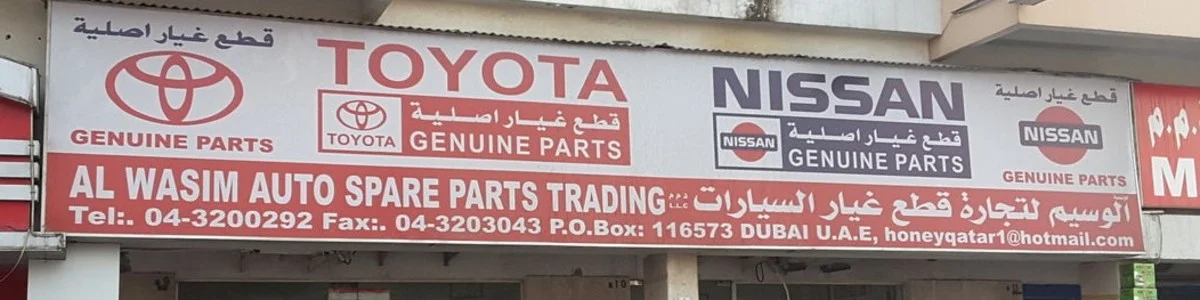 قطع غيار اصلية
GENUINE PARTS
TOYOTA
TOYOTA
قطع غيار اصلية
GENUINE PARTS
NISSAN
NISSAN
قطع غيار اصلية
GENUINE PARTS
قطع غيار اصلية
NISSAN
GENUINE PARTS
AL WASIM AUTO SPARE PARTS TRADING L.L.C ذ.م.م الوسيم لتجارة قطع غيار السيارات
Tel:. 04-3200292 Fax:. 04-3203043 P.O.Box: 116573 DUBAI U.A.E, honeyqatar1@hotmail.com
م.م
M